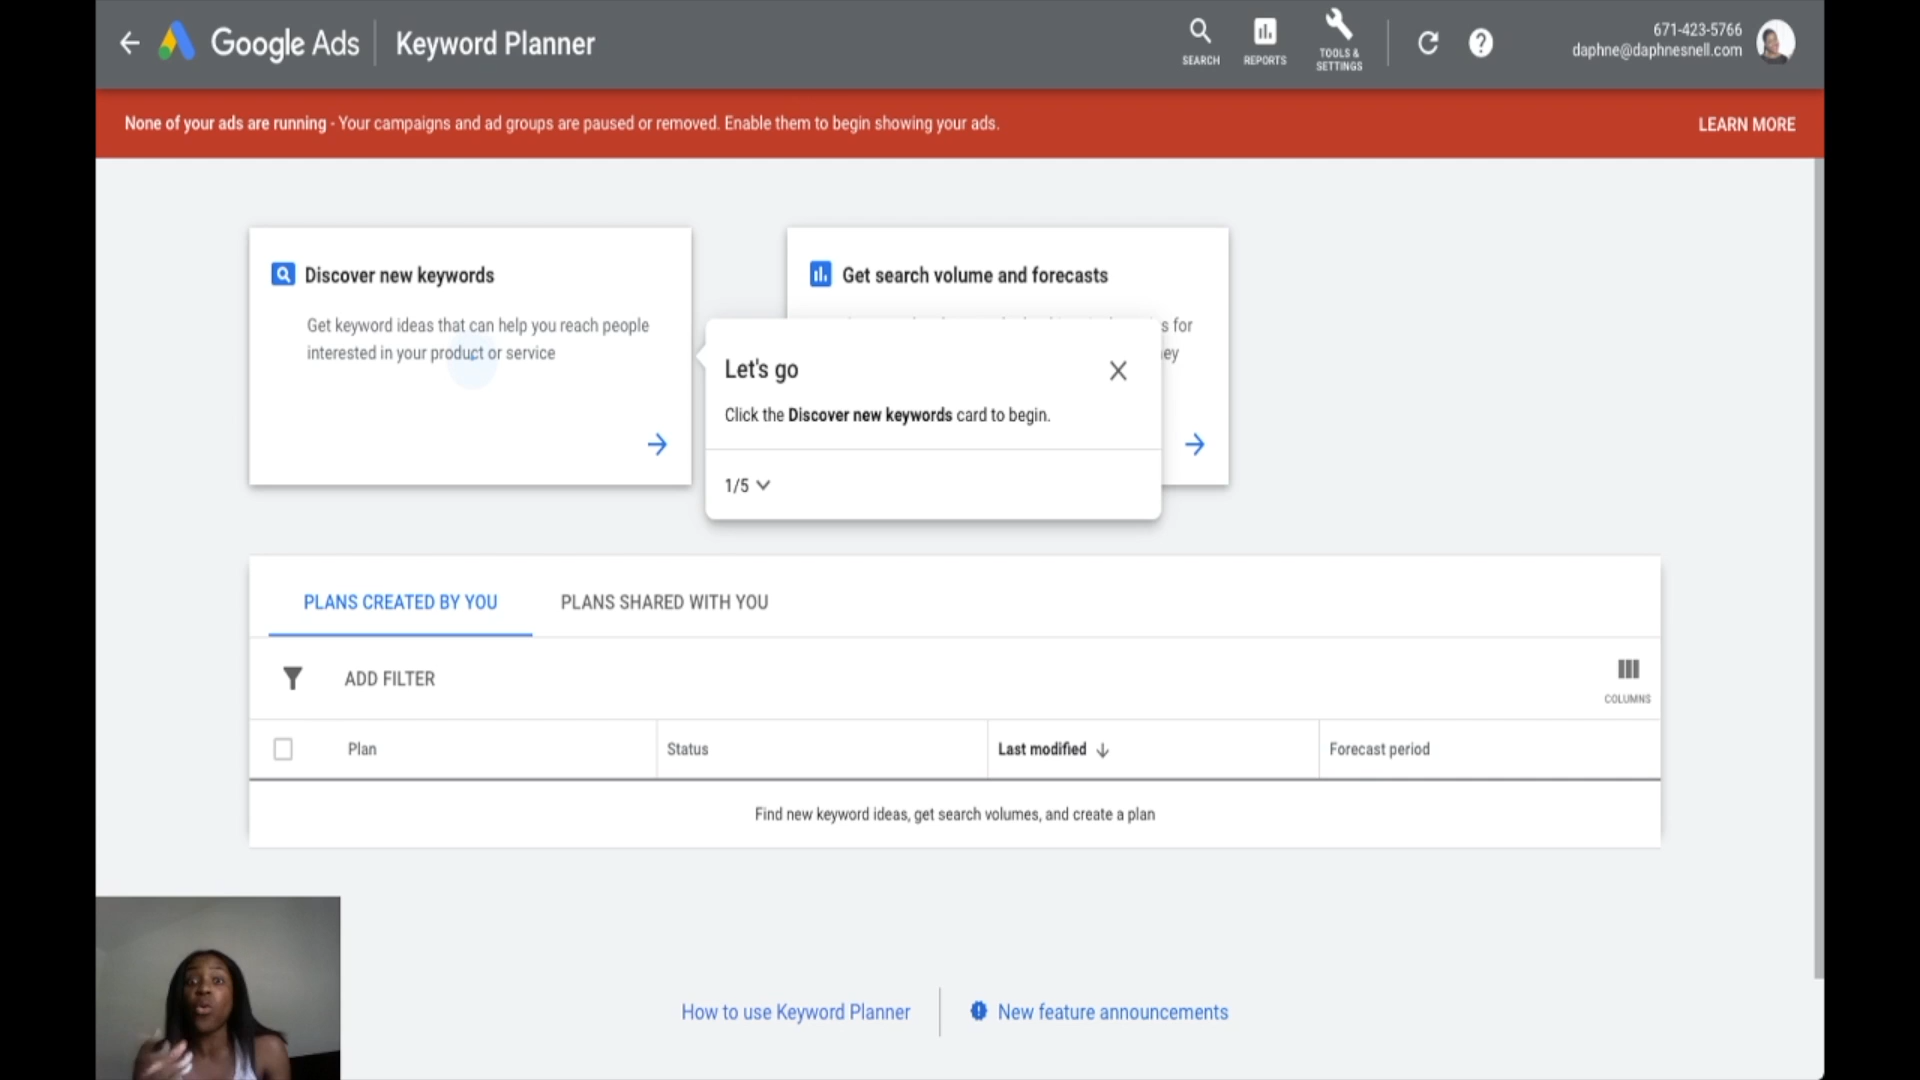 Google Ads
Keyword Planner
SEARCH
REPORTS
TOOLS &
SETTINGS
671-423-5766
daphne@daphnesnell.com
None of your ads are running - Your campaigns and ad groups are paused or removed. Enable them to begin showing your ads.
LEARN MORE
Discover new keywords
Get keyword ideas that can help you reach people
interested in your product or service
Get search volume and forecasts
s for
ey
Let's go
Click the Discover new keywords card to begin.
1/5
PLANS CREATED BY YOU
PLANS SHARED WITH YOU
ADD FILTER
COLUMNS
Plan
Status
Last modified
Forecast period
Find new keyword ideas, get search volumes, and create a plan
How to use Keyword Planner
New feature announcements